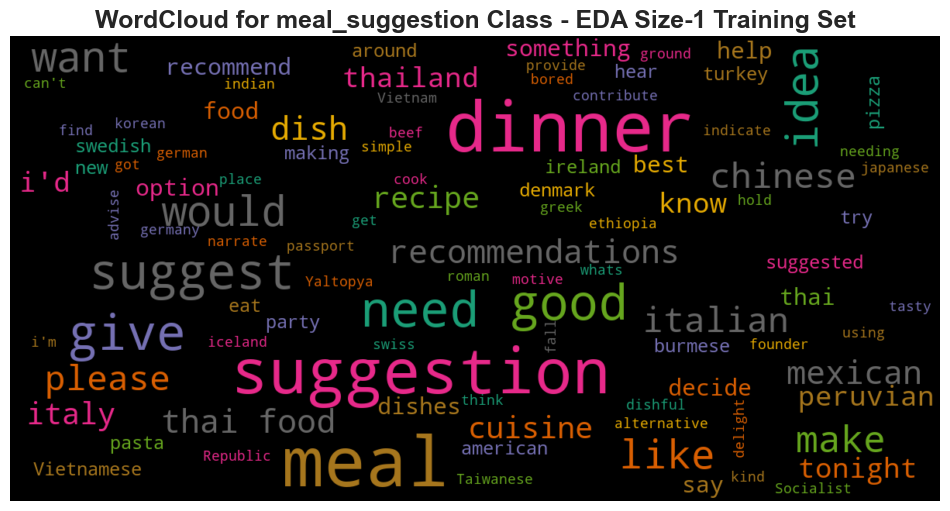 WordCloud for meal_suggestion Class - EDA Size-1 Training Set
want
can't
recommend
indian
around
thailand
Vietnam
something
provide
bored
ground
hear
contribute
help
turkey
idea
pizza
find
korean
swedish
german
new
got
food
dish
making
beef
simple
dinner
indicate
needing
japanese
i'd
option
place
would
advise
germany
narrate
passport
recipe
cook
get
ireland
best
denmark
greek
ethiopia
know
chinese
hold
try
suggest
Yaltopya
recommendations
roman
motive
whats
suggested
thai
tasty
eat
party
give
i'm
iceland
need
swiss
good
fall
italian
burmese
founder
using
suggestion
please
italy
thai food
dishes
think
dishful
decide
mexican
peruvian
pasta
Vietnamese
Republic
meal
cuisine
american
Taiwanese
like
alternative
delight
kind
say
make
tonight
Socialist